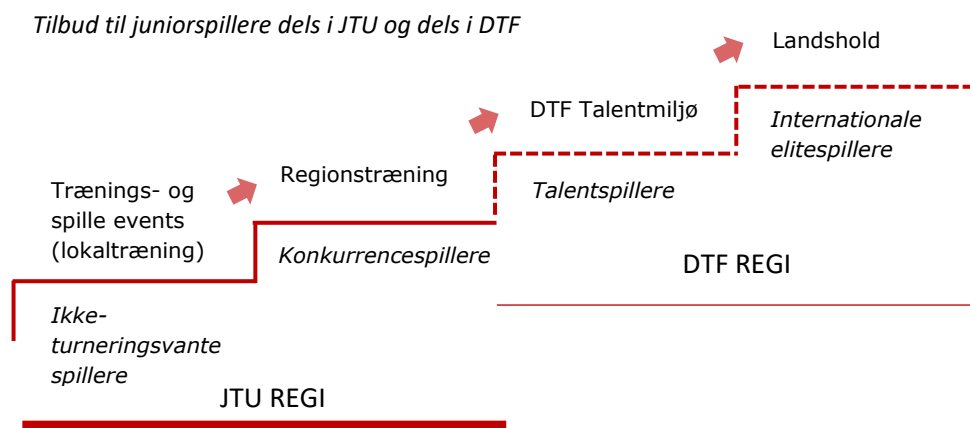 Tilbud til juniorspillere dels i JTU og dels i DTF
Trænings- og
spille events
(lokaltræning)
Ikke-
turneringsvante
spillere
Regionstræning
Konkurrencespillere
JTU REGI
DTF Talentmiljø
Talentspillere
Landshold
Internationale
elitespillere
DTF REGI